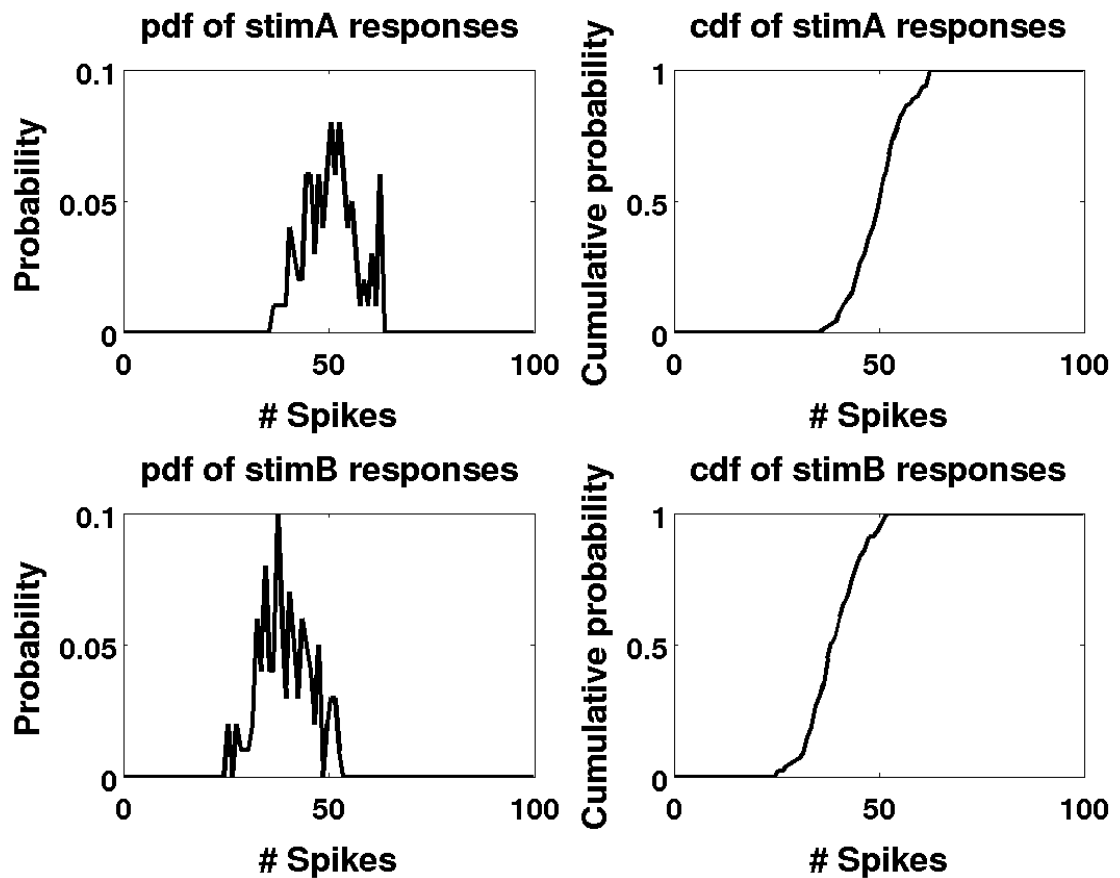 pdf of stimA responses
Probability
0.1
0.05
0
0
50
100
# Spikes
cdf of stimA responses
Cumulative probability
1
0.5
0
0
50
100
# Spikes
pdf of stimB responses
Probability
0.1
0.05
0
0
50
100
# Spikes
cdf of stimB responses
Cumulative probability
1
0.5
0
0
50
100
# Spikes